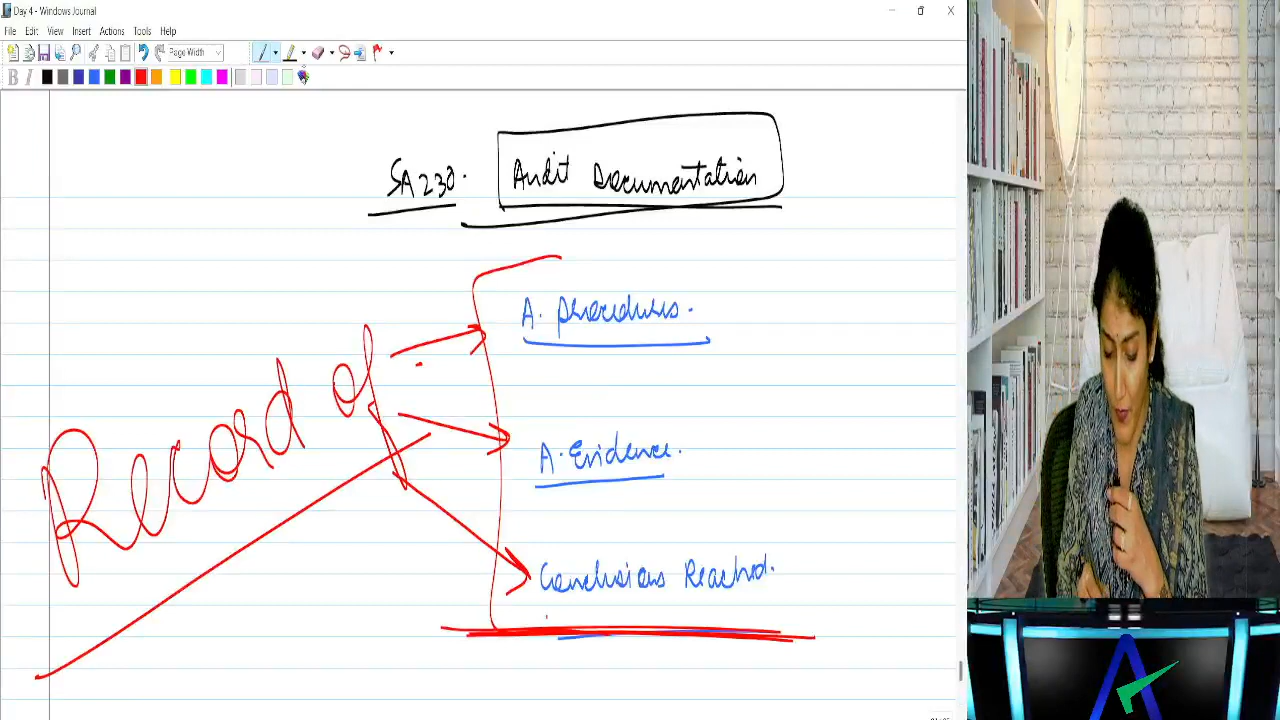 Day 4 - Windows Journal
File Edit View Insert Actions Tools Help
Page Width
B I
SA 230. Audit Documentation
Record of
A. Procedures.
A. Evidence.
Conclusions Reached.